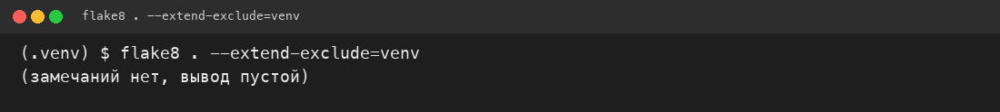 flake8 . --extend-exclude=venv
(.venv) $ flake8 . --extend-exclude=venv
(замечаний нет, вывод пустой)